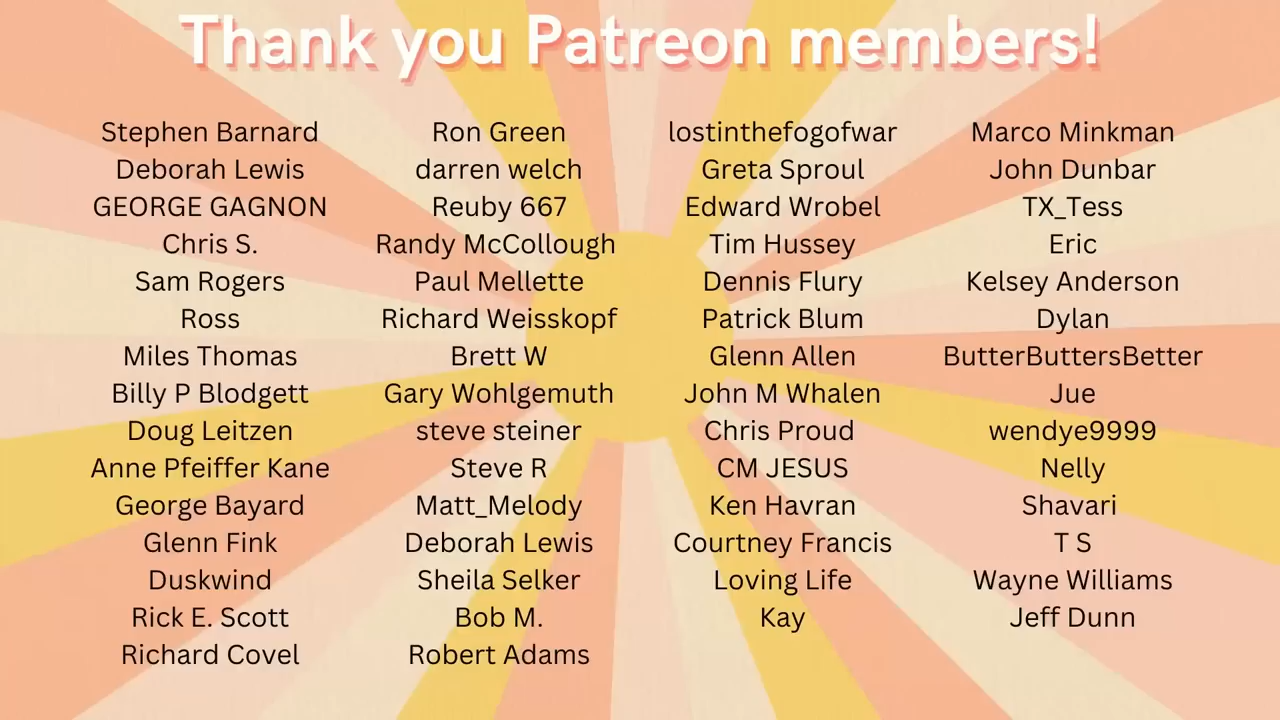 Thank you Patreon members!
Stephen Barnard
Deborah Lewis
GEORGE GAGNON
Chris S.
Sam Rogers
Ross
Miles Thomas
Billy P Blodgett
Doug Leitzen
Anne Pfeiffer Kane
George Bayard
Glenn Fink
Duskwind
Rick E. Scott
Richard Covel
Ron Green
darren welch
Reuby 667
Randy McCollough
Paul Mellette
Richard Weisskopf
Brett W
Gary Wohlgemuth
steve steiner
Steve R
Matt_Melody
Deborah Lewis
Sheila Selker
Bob M.
Robert Adams
lostinthefogofwar
Greta Sproul
Edward Wrobel
Tim Hussey
Dennis Flury
Patrick Blum
Glenn Allen
John M Whalen
Chris Proud
CM JESUS
Ken Havran
Courtney Francis
Loving Life
Kay
Marco Minkman
John Dunbar
TX_Tess
Eric
Kelsey Anderson
Dylan
ButterButtersBetter
Jue
wendye9999
Nelly
Shavari
T S
Wayne Williams
Jeff Dunn